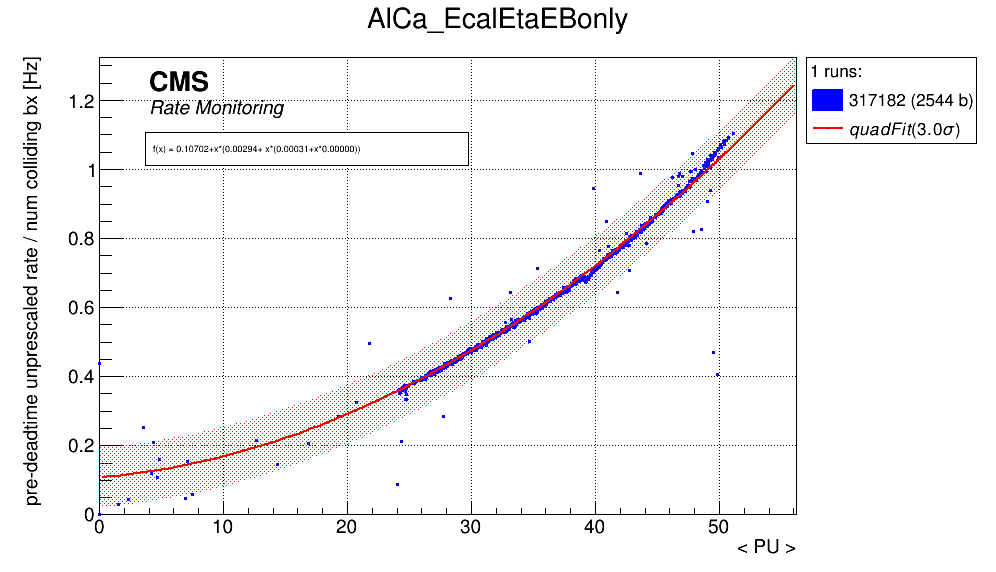 AlCa_EcalEtaEBonly
pre-deadtime unprescaled rate / num colliding bx [Hz]
CMS
Rate Monitoring
f(x) = 0.10702+x*(0.00294+ x*(0.00031+x*0.00000))
1 runs:
317182 (2544 b)
quadFit(3.0σ)
1.2
1
0.8
0.6
0.4
0.2
0
0 10 20 30 40 50
< PU >